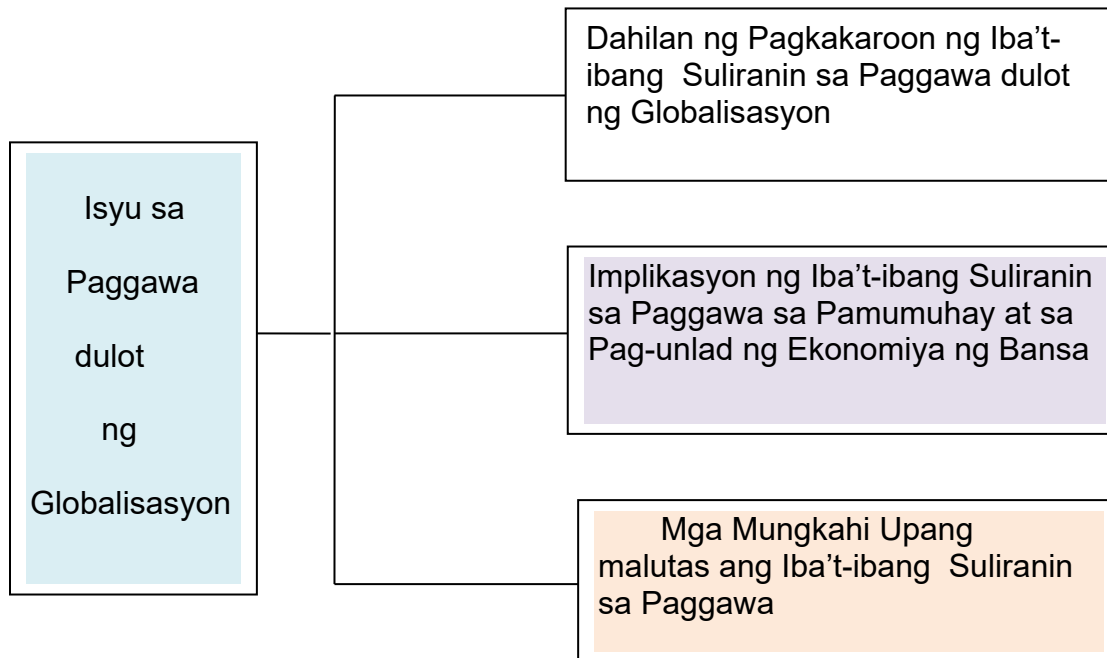 Isyu sa
Paggawa
dulot
ng
Globalisasyon
Dahilan ng Pagkakaroon ng Iba’t-
ibang Suliranin sa Paggawa dulot
ng Globalisasyon
Implikasyon ng Iba’t-ibang Suliranin
sa Paggawa sa Pamumuhay at sa
Pag-unlad ng Ekonomiya ng Bansa
Mga Mungkahi Upang
malutas ang Iba’t-ibang Suliranin
sa Paggawa